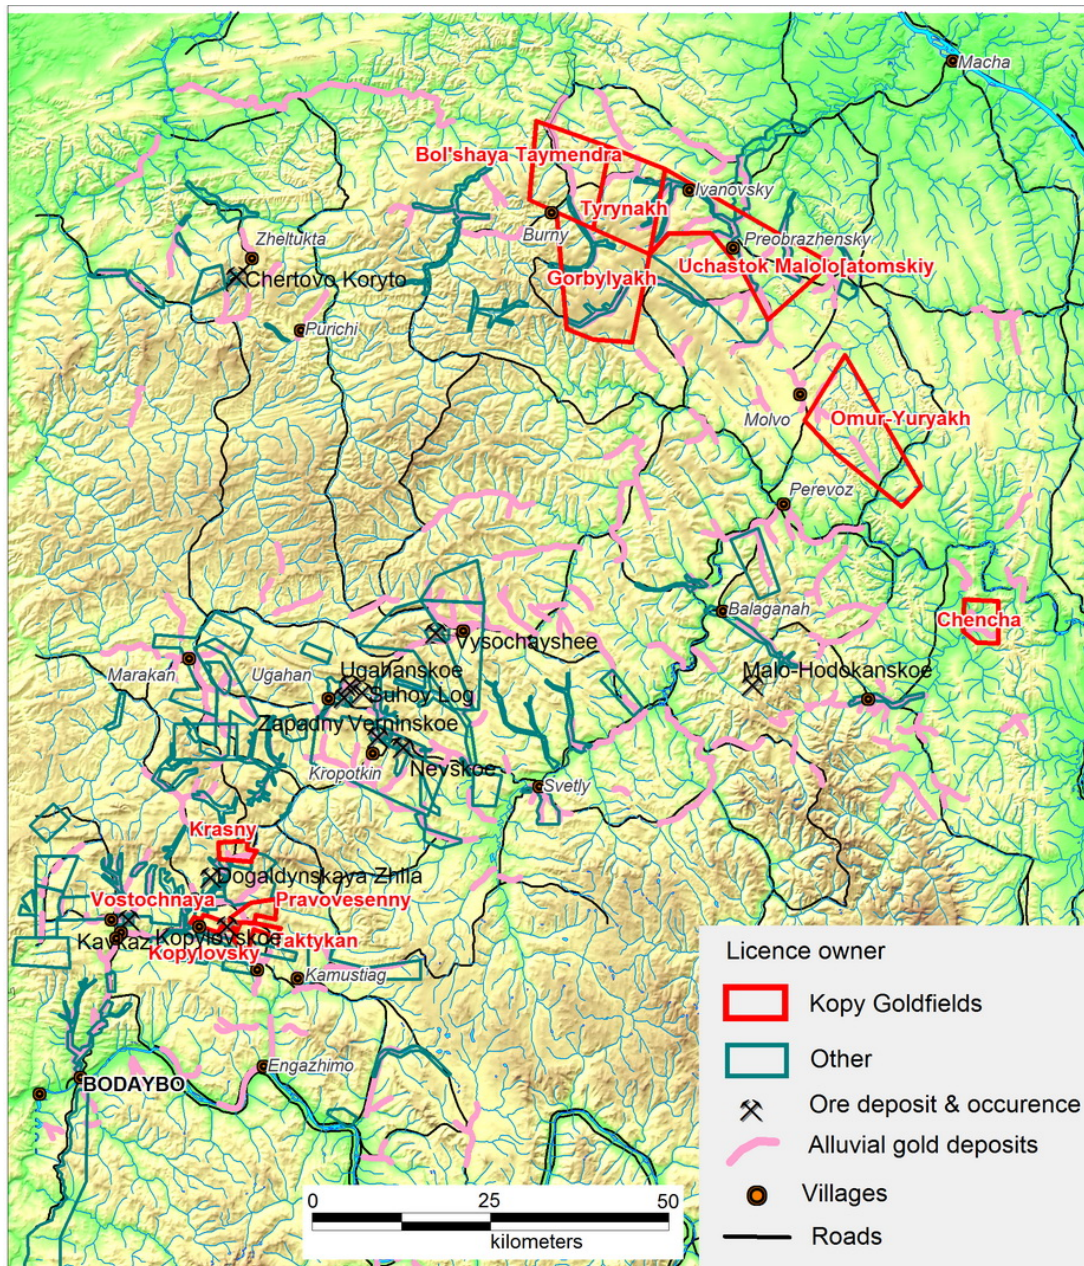 Macha
Bol'shaya Taymendra
Ivanovsky
Tyrynakh
Burny
Zheltukta
Preobrazhensky
Uchastok Malolo[atomskiy
Chertovo Koryto
Gorbylyakh
Purichi
Molvo
Omur-Yuryakh
Perevoz
Balaganah
Chencha
Vysochayshee
Marakan
Ugahan
Ugahanskoe
Malo-Hodokanskoe
Suhoy Log
Zapadny Verninskoe
Kropotkin
Nevskoe
Svetly
Krasny
Dogaldynskaya Zhila
Vostochnaya
Pravovesenny
Kavkaz
Kopylovskoe
Taktykan
Kopylovsky
Kamustiag
Engazhimo
BODAYBO
Licence owner
Kopy Goldfields
Other
Ore deposit & occurence
Alluvial gold deposits
Villages
Roads
0 25 50
kilometers